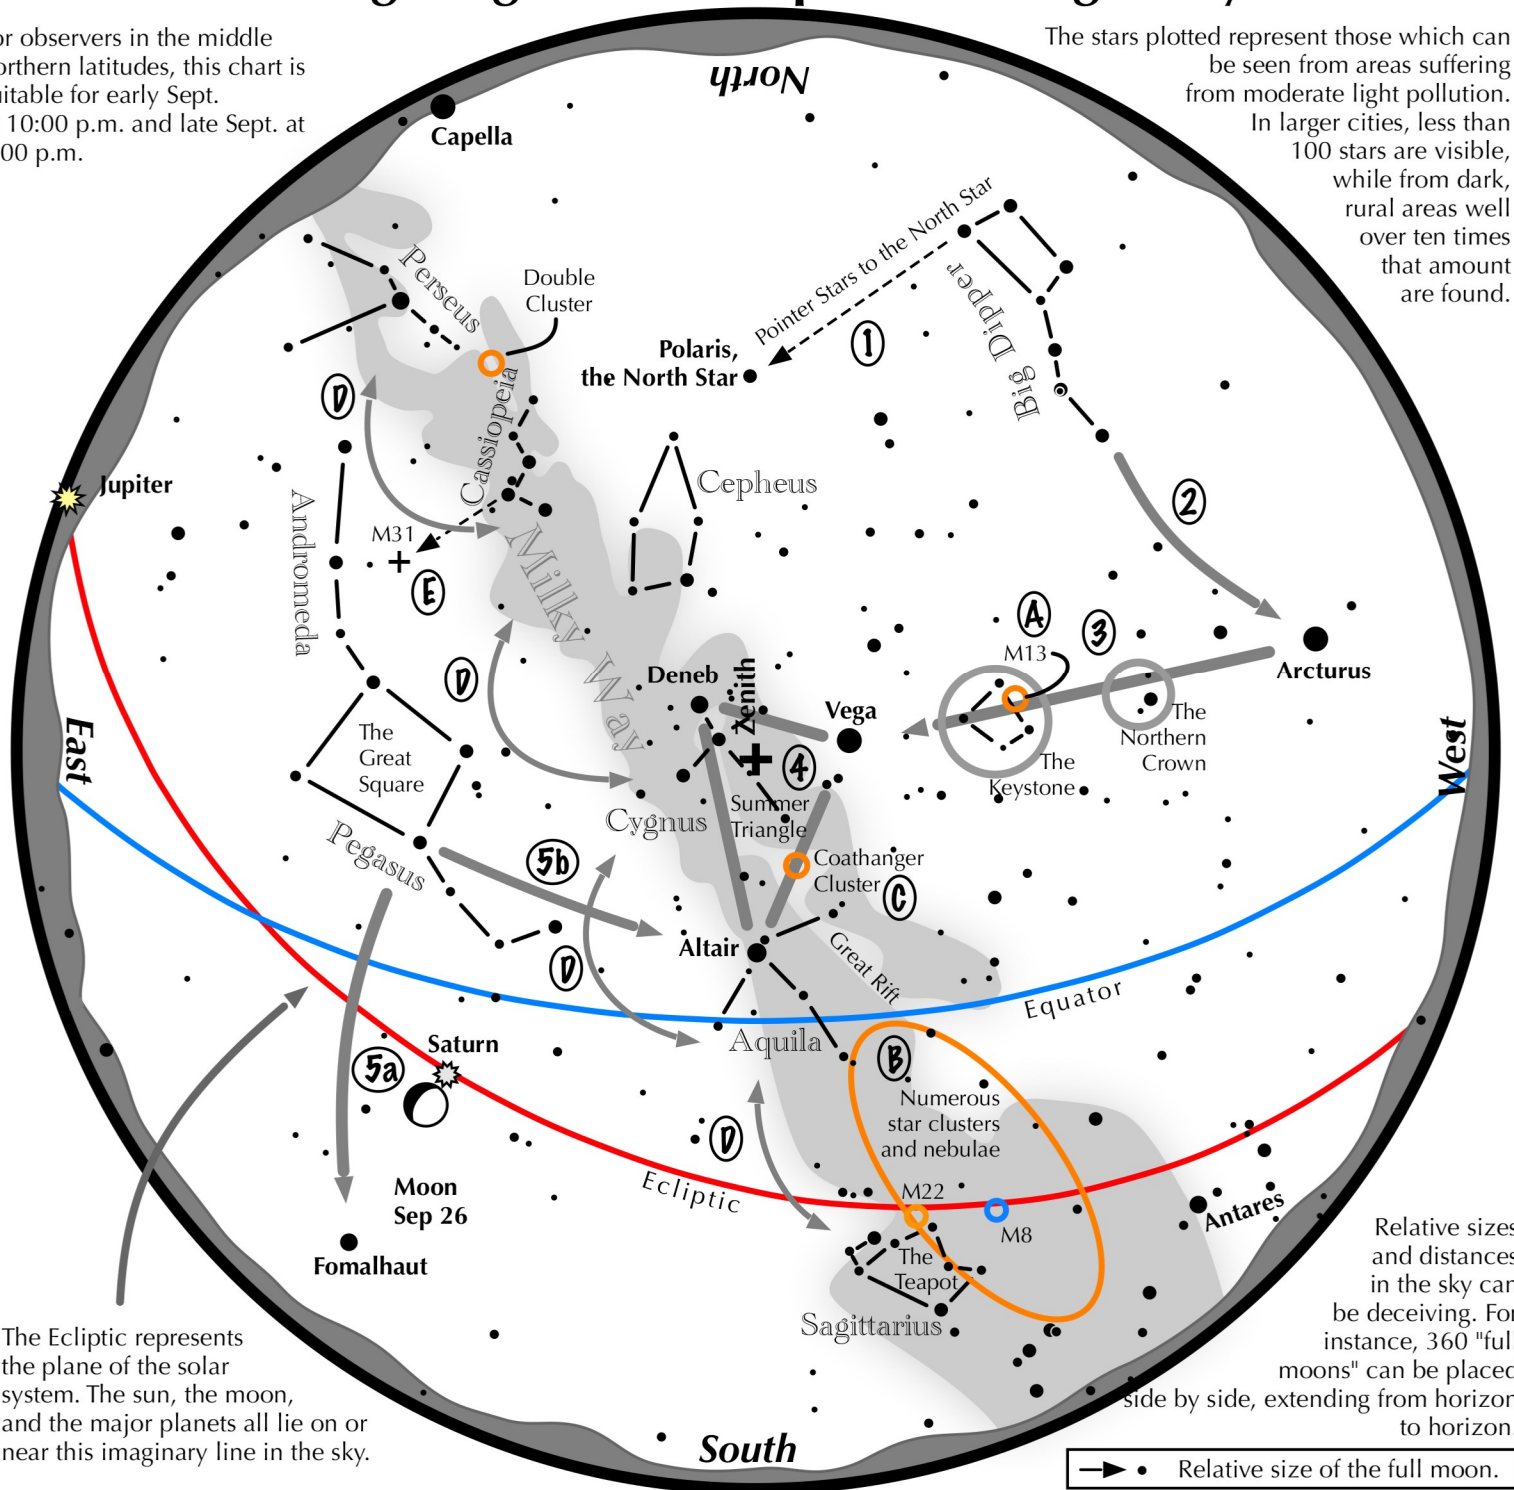 or observers in the middle
orthern latitudes, this chart is
uitable for early Sept.
10:00 p.m. and late Sept. at
00 p.m.
The stars plotted represent those which can
be seen from areas suffering
from moderate light pollution.
In larger cities, less than
100 stars are visible,
while from dark,
rural areas well
over ten times
that amount
are found.
North
Capella
Perseus
Double
Cluster
Pointer Stars to the North Star
Big Dipper
1
Polaris,
the North Star
D
Cassiopeia
Cepheus
Jupiter
Andromeda
M31
E
2
Milky Way
A
3
M13
Arcturus
D
Deneb
Zenith
Vega
The
Northern
Crown
The
Keystone
East
West
The
Great
Square
4
Summer
Triangle
Cygnus
Pegasus
5b
Coathanger
Cluster
C
Altair
Great Rift
D
Equator
Aquila
Saturn
5a
B
Numerous
star clusters
and nebulae
D
Ecliptic
M22
M8
Antares
Moon
Sep 26
Fomalhaut
The
Teapot
Sagittarius
Relative sizes
and distances
in the sky can
be deceiving. For
instance, 360 "full
moons" can be placed
side by side, extending from horizon
to horizon.
The Ecliptic represents
the plane of the solar
system. The sun, the moon,
and the major planets all lie on or
near this imaginary line in the sky.
South
Relative size of the full moon.